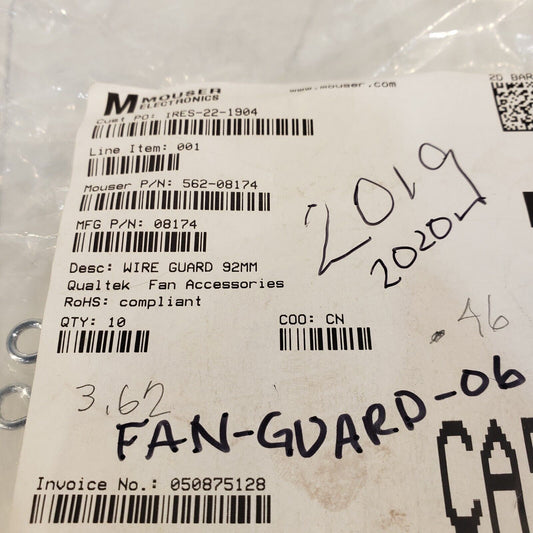 MOUSER
ELECTRONICS
www.mouser.com
2D BAR
Cust PO: IRES-22-1904
Line Item: 001
Mouser P/N: 562-08174
MFG P/N: 08174
2019
2020
Desc: WIRE GUARD 92MM
Qualtek Fan Accessories
RoHS: compliant
QTY: 10
COO: CN
.46
3.62
FAN-GUARD-06
Invoice No.: 050875128